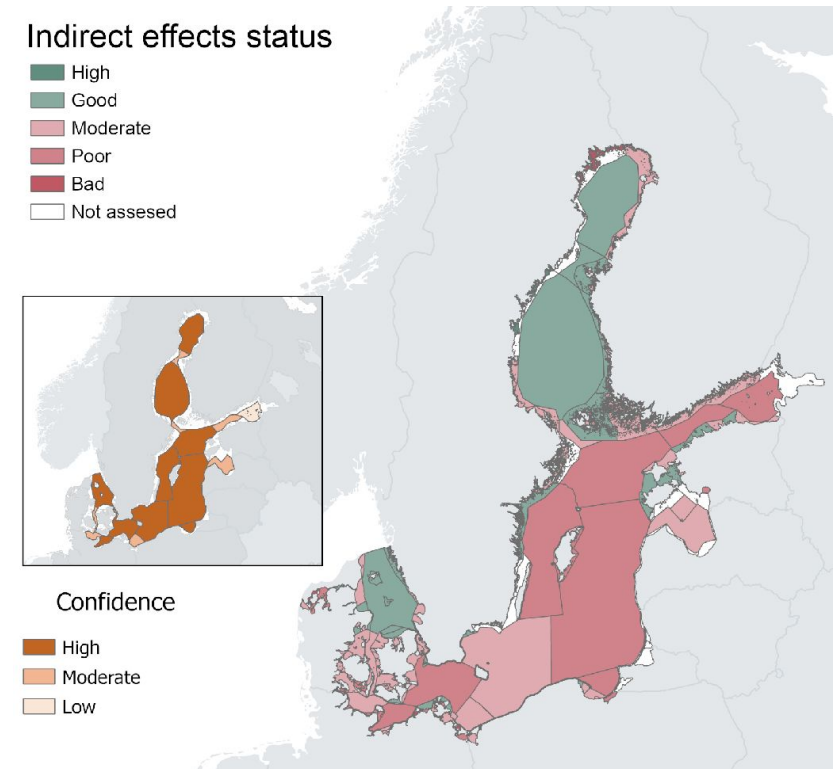 Indirect effects status
High
Good
Moderate
Poor
Bad
Not assesed
Confidence
High
Moderate
Low